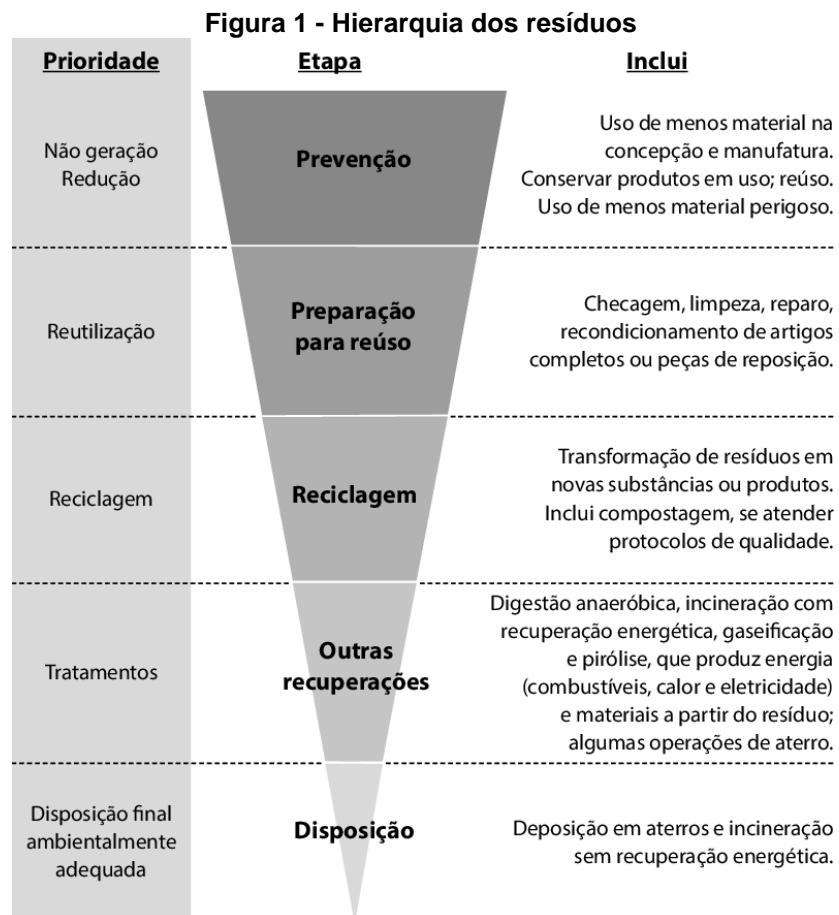 Figura 1 - Hierarquia dos resíduos
Prioridade
Etapa
Inclui
Não geração
Redução
Prevenção
Uso de menos material na
concepção e manufatura.
Conservar produtos em uso; reúso.
Uso de menos material perigoso.
Reutilização
Preparação
para reúso
Checagem, limpeza, reparo,
recondicionamento de artigos
completos ou peças de reposição.
Reciclagem
Reciclagem
Transformação de resíduos em
novas substâncias ou produtos.
Inclui compostagem, se atender
protocolos de qualidade.
Tratamentos
Outras
recuperações
Digestão anaeróbica, incineração com
recuperação energética, gaseificação
e pirólise, que produz energia
(combustíveis, calor e eletricidade)
e materiais a partir do resíduo;
algumas operações de aterro.
Disposição final
ambientalmente
adequada
Disposição
Deposição em aterros e incineração
sem recuperação energética.